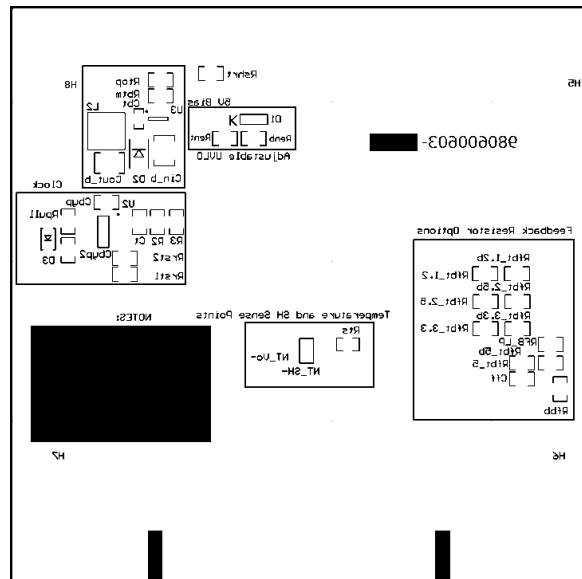 Rshrt
H8
Rtop
H5
Rbtm
Cbt
5V Bias
L2
U3
K
D1
Rent
Renb
980600603-
Adjustable UVLO
Cout_b
D2
Cin_b
Clock
Cbyp
U2
Rpull
Cbyp2
Ct
R2
R3
D3
Rrst2
Rrst1
Feedback Resistor Options
Rfbt_1.2b
Rfbt_1.2
Rfbt_2.5b
Rfbt_2.5
Rfbt_3.3b
Rfbt_3.3
RFB_LP
Rfbt_5b
Rfbt_5
Cff
Rfbb
NOTES:
Temperature and SH Sense Points
Rts
NT_Vo-
NT_SH-
H7
H6